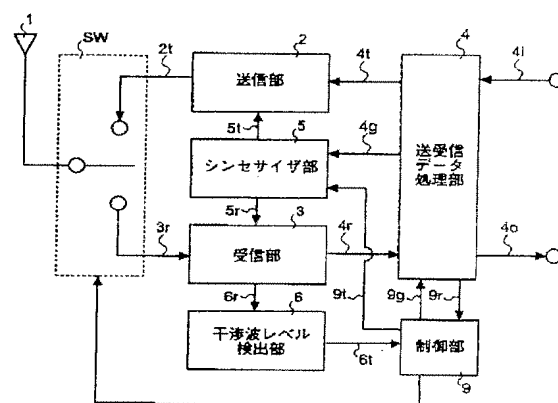 1
SW
2t
2
送信部
4t
4
4i
5t
5
4g
シンセサイザ部
送受信
データ
処理部
5r
3
3r
4r
4o
受信部
6r
6
9t
9g
9r
干渉波レベル
検出部
6t
制御部
9